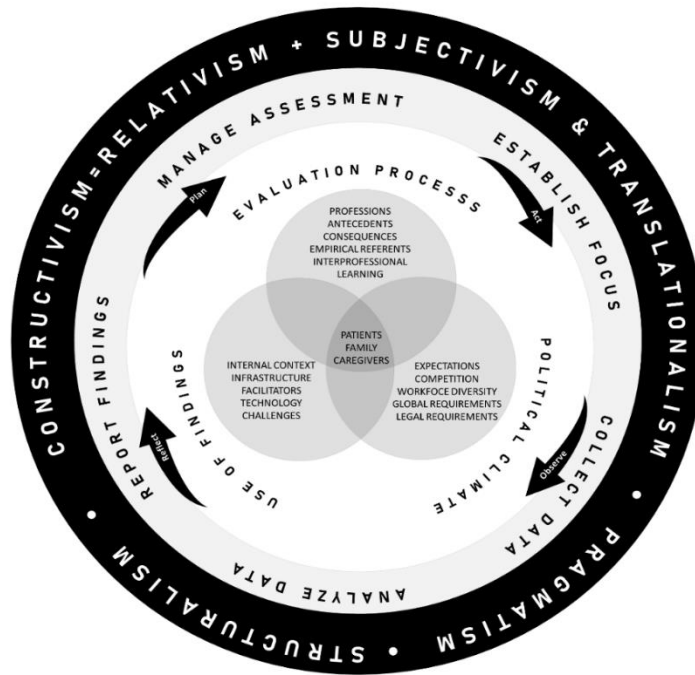 CONSTRUCTIVISM=RELATIVISM + SUBJECTIVISM & TRANSLATIONALISM
• PRAGMATISM • STRUCTURALISM •
MANAGE ASSESSMENT
ESTABLISH FOCUS
COLLECT DATA
ANALYZE DATA
REPORT FINDINGS
Plan
Act
Observe
Reflect
EVALUATION PROCESSS
POLITICAL CLIMATE
USE OF FINDINGS
PROFESSIONS
ANTECEDENTS
CONSEQUENCES
EMPIRICAL REFERENTS
INTERPROFESSIONAL
LEARNING
PATIENTS
FAMILY
CAREGIVERS
INTERNAL CONTEXT
INFRASTRUCTURE
FACILITATORS
TECHNOLOGY
CHALLENGES
EXPECTATIONS
COMPETITION
WORKFOCE DIVERSITY
GLOBAL REQUIREMENTS
LEGAL REQUIREMENTS